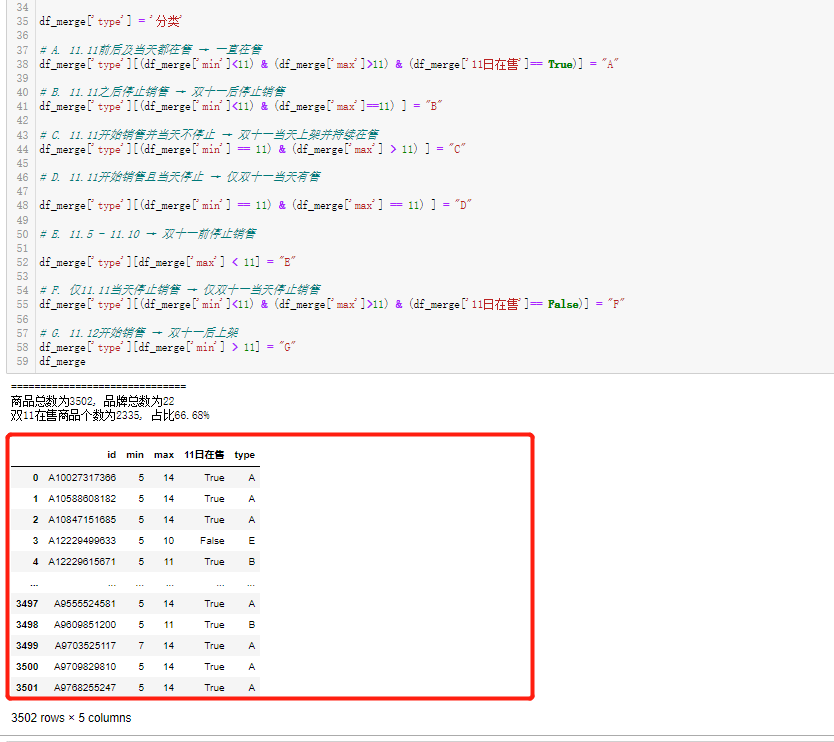 34
35 df_merge['type'] = '分类'
36
37 # A. 11.11前后及当天都在售 → 一直在售
38 df_merge['type'][(df_merge['min']<11) & (df_merge['max']>11) & (df_merge['11日在售']== True)] = "A"
39
40 # B. 11.11之后停止销售 → 双十一后停止销售
41 df_merge['type'][(df_merge['min']<11) & (df_merge['max']==11) ] = "B"
42
43 # C. 11.11开始销售并当天不停止 → 双十一当天上架并持续在售
44 df_merge['type'][(df_merge['min'] == 11) & (df_merge['max'] > 11) ] = "C"
45
46 # D. 11.11开始销售且当天停止 → 仅双十一当天有售
47
48 df_merge['type'][(df_merge['min'] == 11) & (df_merge['max'] == 11) ] = "D"
49
50 # E. 11.5 - 11.10 → 双十一前停止销售
51
52 df_merge['type'][df_merge['max'] < 11] = "E"
53
54 # F. 仅11.11当天停止销售 → 仅双十一当天停止销售
55 df_merge['type'][(df_merge['min']<11) & (df_merge['max']>11) & (df_merge['11日在售']== False)] = "F"
56
57 # G. 11.12开始销售 → 双十一后上架
58 df_merge['type'][df_merge['min'] > 11] = "G"
59 df_merge
==============================
商品总数为3502, 品牌总数为22
双11在售商品个数为2335, 占比66.68%
id min max 11日在售 type
0 A10027317366 5 14 True A
1 A10588608182 5 14 True A
2 A10847151685 5 14 True A
3 A12229499633 5 10 False E
4 A12229615671 5 11 True B
... ... ... ... ... ...
3497 A9555524581 5 14 True A
3498 A9609851200 5 11 True B
3499 A9703525117 7 14 True A
3500 A9709829810 5 14 True A
3501 A9768255247 5 14 True A
3502 rows × 5 columns